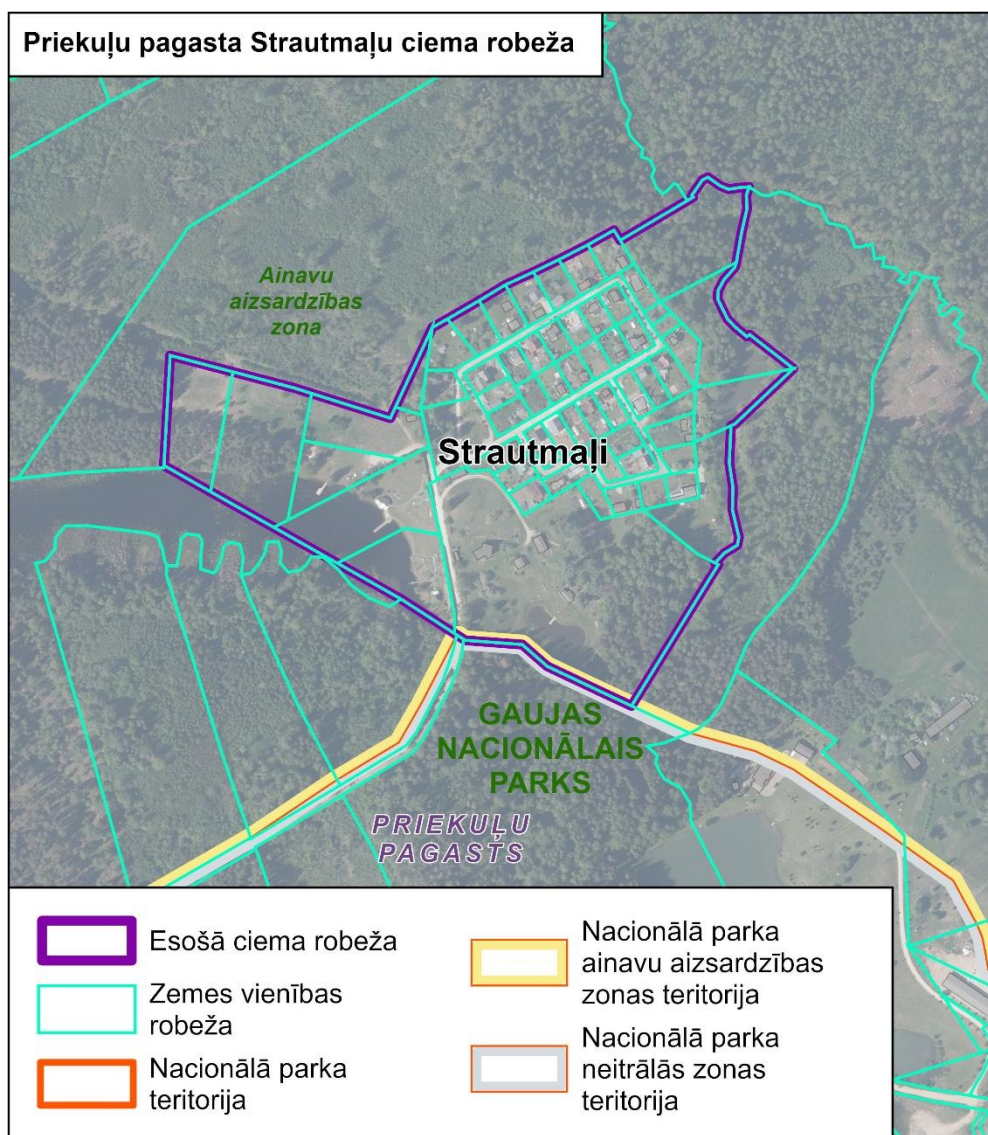 Priekuļu pagasta Strautmaļu ciema robeža
Ainavu
aizsardzības
zona
Strautmaļi
GAUJAS
NACIONĀLAIS
PARKS
PRIEKUĻU
PAGASTS
Esošā ciema robeža
Zemes vienības
robeža
Nacionālā parka
teritorija
Nacionālā parka
ainavu aizsardzības
zonas teritorija
Nacionālā parka
neitrālās zonas
teritorija